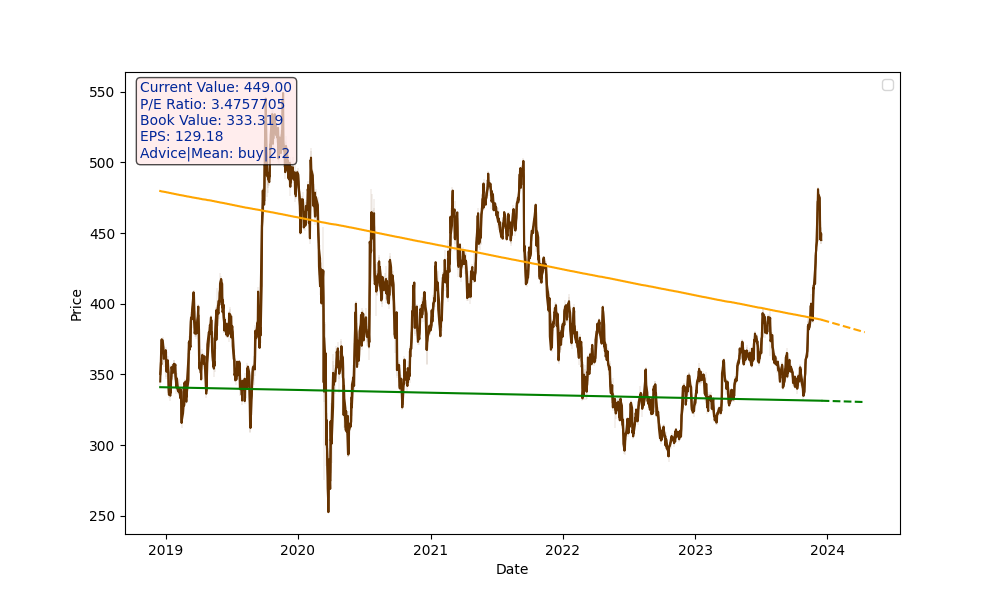 Current Value: 449.00
P/E Ratio: 3.4757705
Book Value: 333.319
EPS: 129.18
Advice|Mean: buy|2.2
550
500
450
400
350
300
250
Price
2019 2020 2021 2022 2023 2024
Date